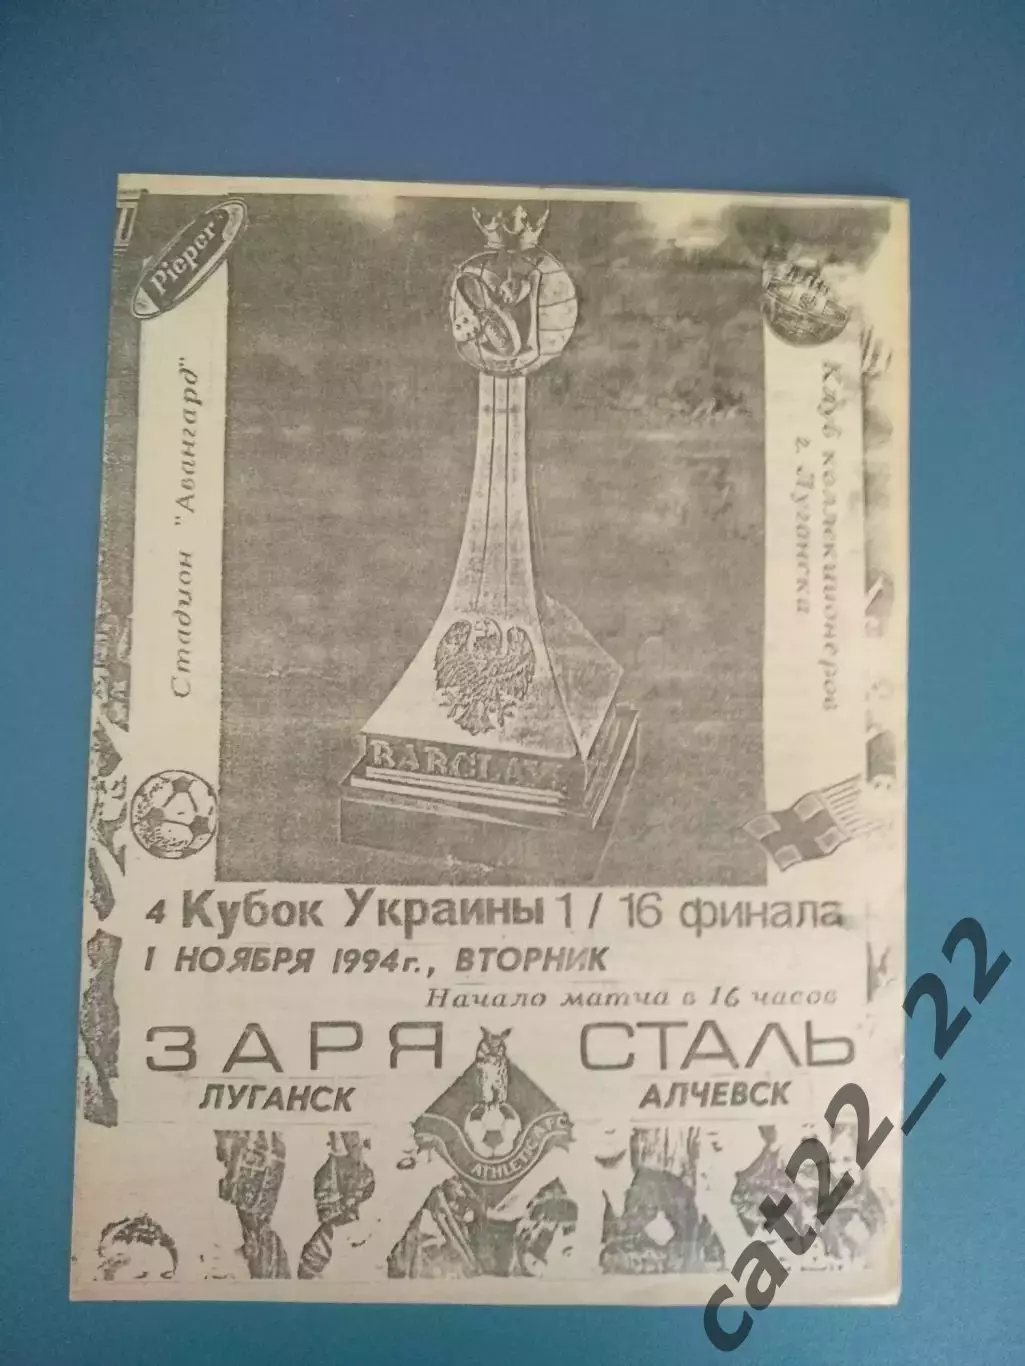 Pieper
Стадион "Авангард"
Клуб коллекционеров
г. Луганска
BARCLAYS
4 Кубок Украины 1/16 финала
1 НОЯБРЯ 1994г., ВТОРНИК
Начало матча в 16 часов
ЗАРЯ СТАЛЬ
ЛУГАНСК АЛЧЕВСК
ATHLETIC A.F.C.
cat22_22